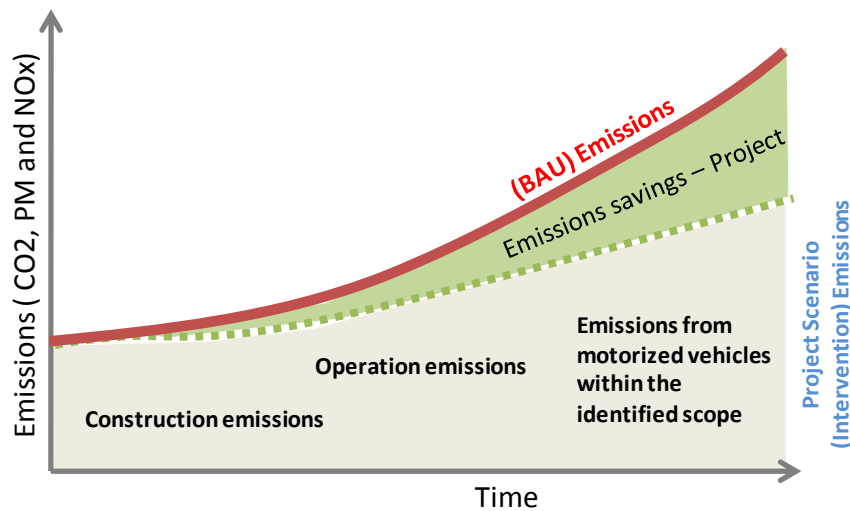 Emissions ( CO2, PM and NOx)
(BAU) Emissions
Emissions savings – Project
Emissions from
motorized vehicles
within the
identified scope
Operation emissions
Construction emissions
Project Scenario
(Intervention) Emissions
Time